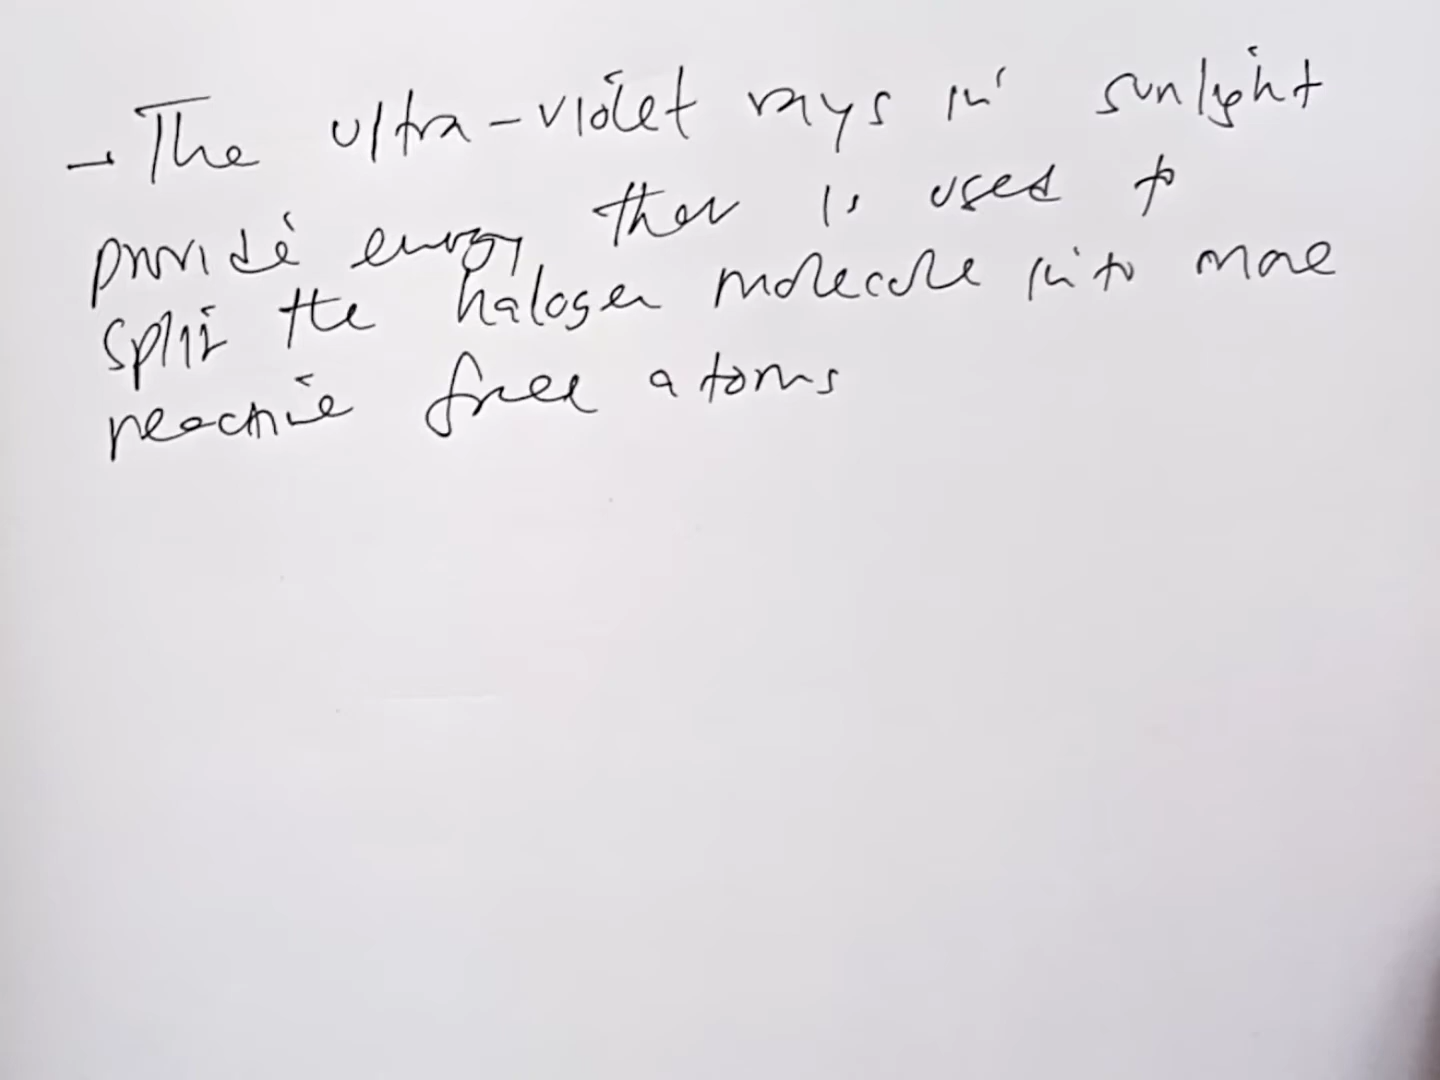 - The ultra-violet rays in sunlight
provide energy that is used to
split the halogen molecule into more
reactive free atoms